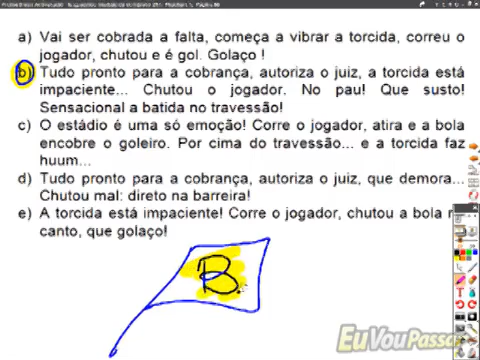 a) Vai ser cobrada a falta, começa a vibrar a torcida, correu o
jogador, chutou e é gol. Golaço !
b) Tudo pronto para a cobrança, autoriza o juiz, a torcida está
impaciente... Chutou o jogador. No pau! Que susto!
Sensacional a batida no travessão!
c) O estádio é uma só emoção! Corre o jogador, atira e a bola
encobre o goleiro. Por cima do travessão... e a torcida faz
huum...
d) Tudo pronto para a cobrança, autoriza o juiz, que demora...
Chutou mal: direto na barreira!
e) A torcida está impaciente! Corre o jogador, chutou a bola
canto, que golaço!
B.
EuVouPassar